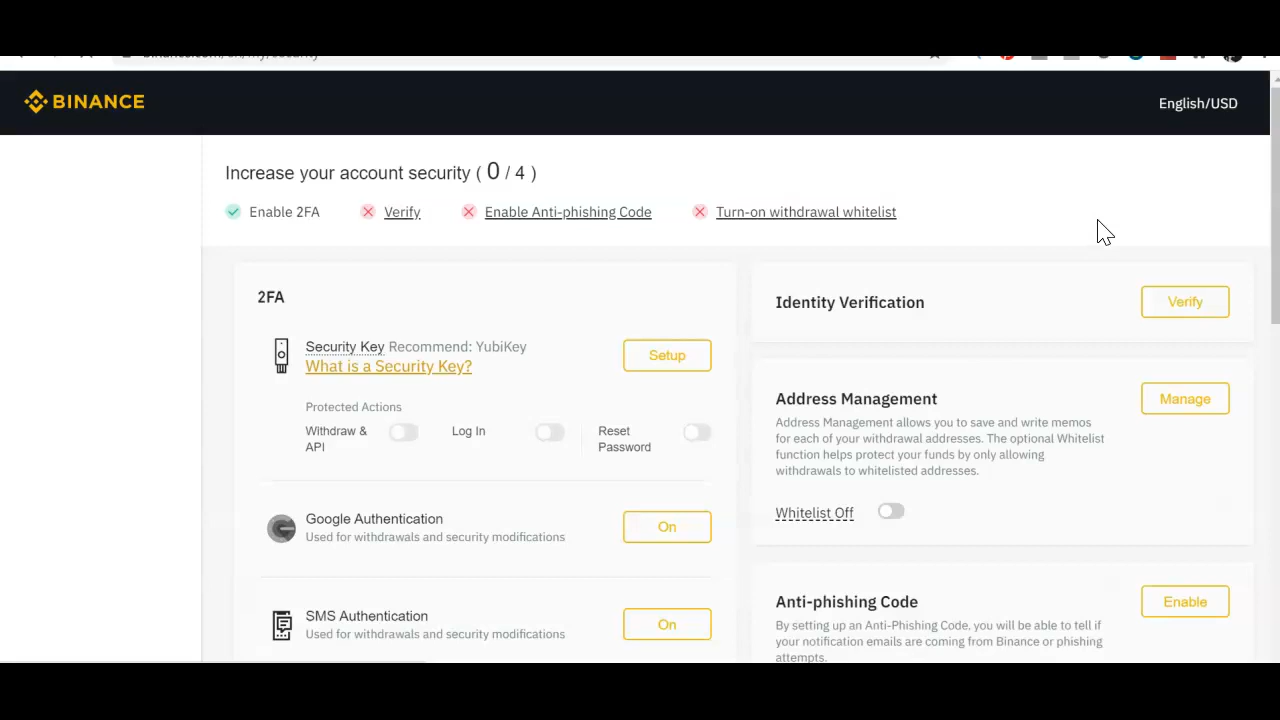 BINANCE
English/USD
Increase your account security ( 0 / 4 )
Enable 2FA Verify Enable Anti-phishing Code Turn-on withdrawal whitelist
2FA
Security Key Recommend: YubiKey
Setup
What is a Security Key?
Protected Actions
Withdraw &
API
Log In
Reset
Password
Google Authentication
Used for withdrawals and security modifications
On
SMS Authentication
Used for withdrawals and security modifications
On
Identity Verification
Verify
Address Management
Manage
Address Management allows you to save and write memos
for each of your withdrawal addresses. The optional Whitelist
function helps protect your funds by only allowing
withdrawals to whitelisted addresses.
Whitelist Off
Anti-phishing Code
Enable
By setting up an Anti-Phishing Code, you will be able to tell if
your notification emails are coming from Binance or phishing
attempts.